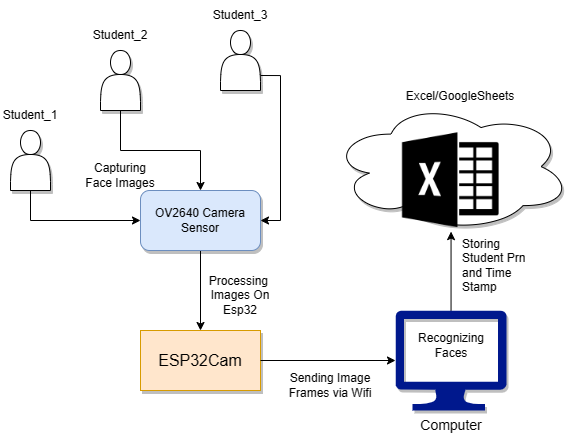 Student_3
Student_2
Student_1
Excel/GoogleSheets
X
Capturing
Face Images
OV2640 Camera
Sensor
Storing
Student Prn
and Time
Stamp
Processing
Images On
Esp32
ESP32Cam
Recognizing
Faces
Sending Image
Frames via Wifi
Computer